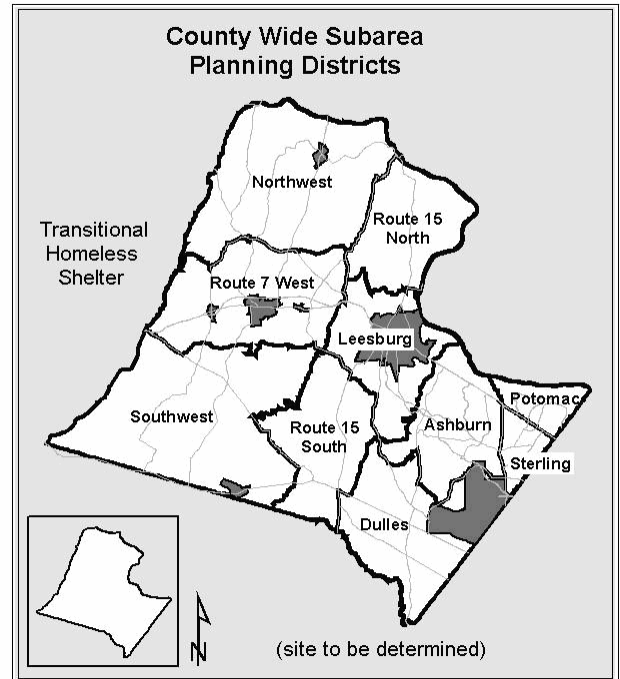 County Wide Subarea
Planning Districts
Northwest
Route 15
North
Transitional
Homeless
Shelter
Route 7 West
Leesburg
Potomac
Southwest
Route 15
South
Ashburn
Sterling
Dulles
N
(site to be determined)